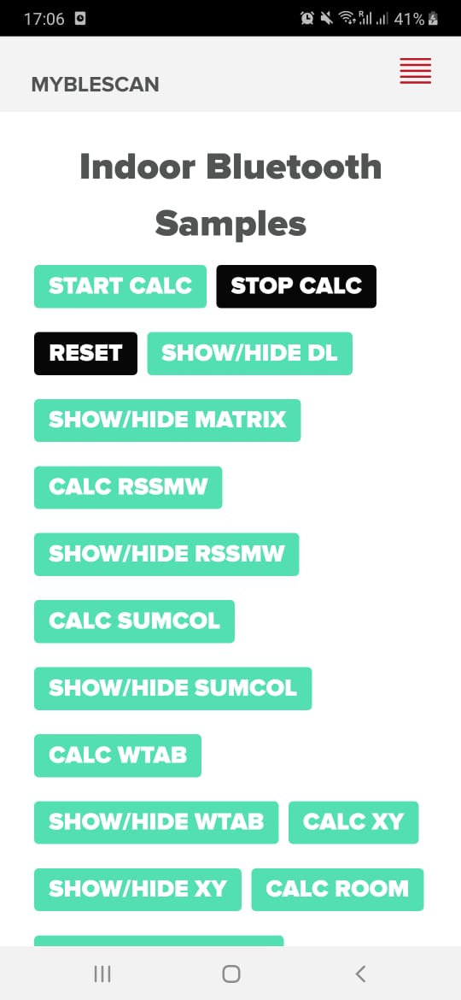 17:06 R 41%
MYBLESCAN
Indoor Bluetooth
Samples
START CALC STOP CALC
RESET SHOW/HIDE DL
SHOW/HIDE MATRIX
CALC RSSMW
SHOW/HIDE RSSMW
CALC SUMCOL
SHOW/HIDE SUMCOL
CALC WTAB
SHOW/HIDE WTAB CALC XY
SHOW/HIDE XY CALC ROOM